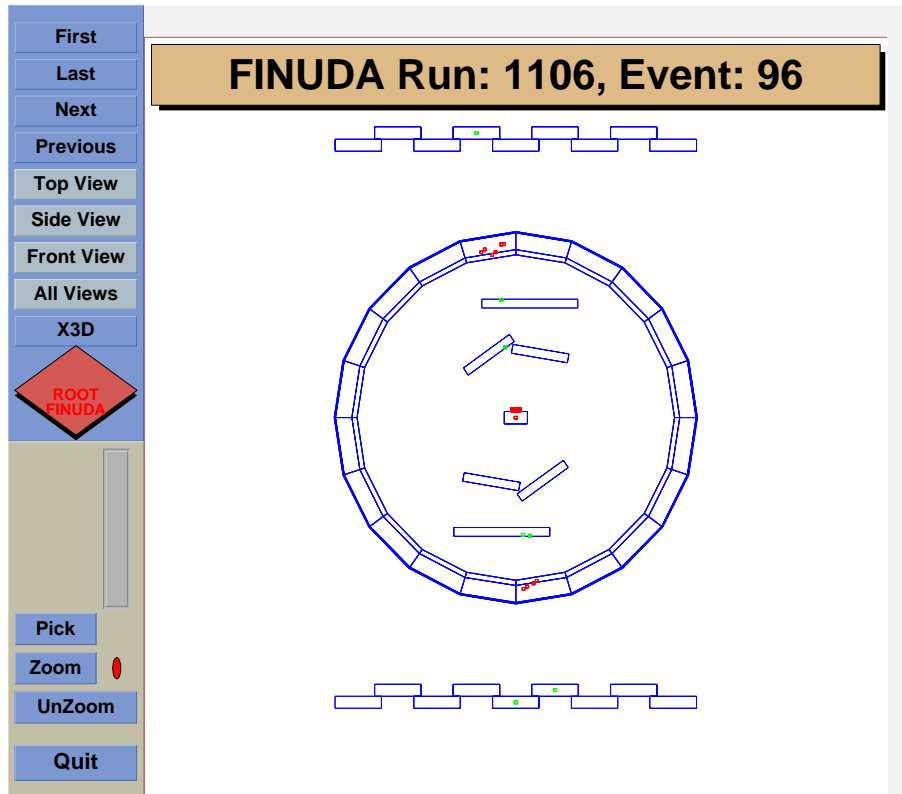 First
Last
Next
Previous
Top View
Side View
Front View
All Views
X3D
ROOT
FINUDA
Pick
Zoom
UnZoom
Quit
FINUDA Run: 1106, Event: 96